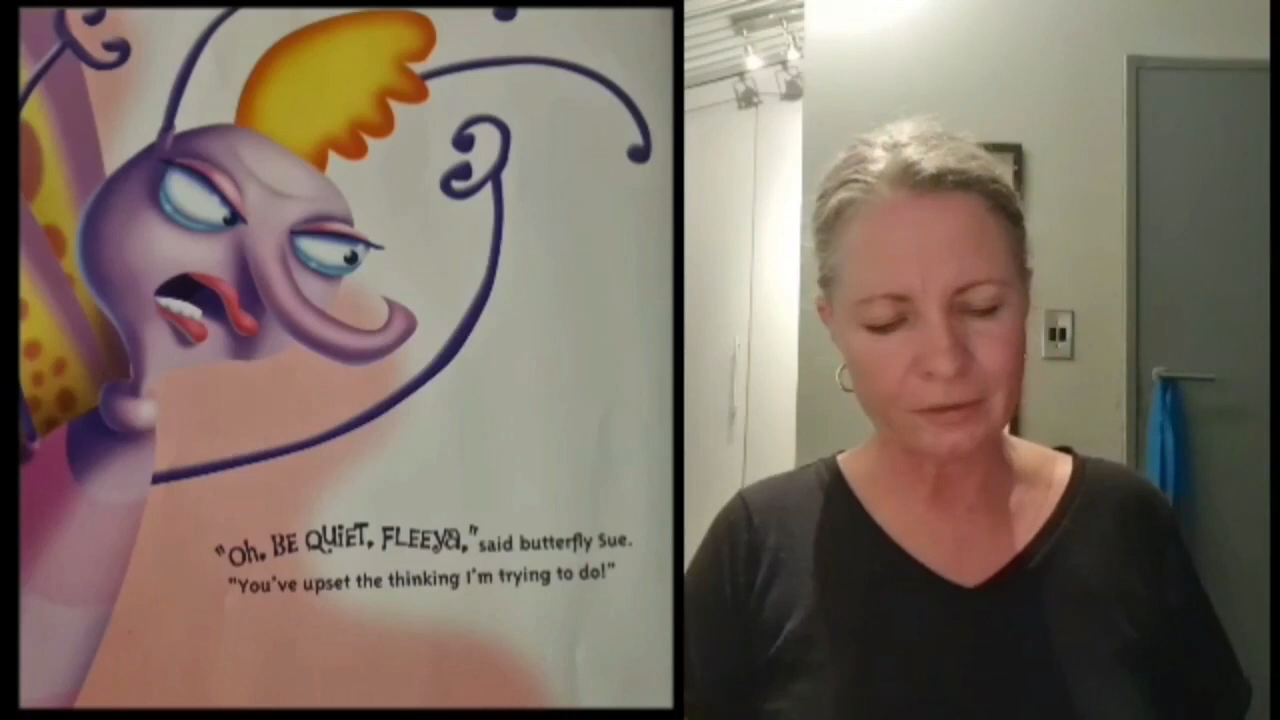 "Oh, BE QUIET, FLEEYA," said butterfly Sue.
"You've upset the thinking I'm trying to do!"